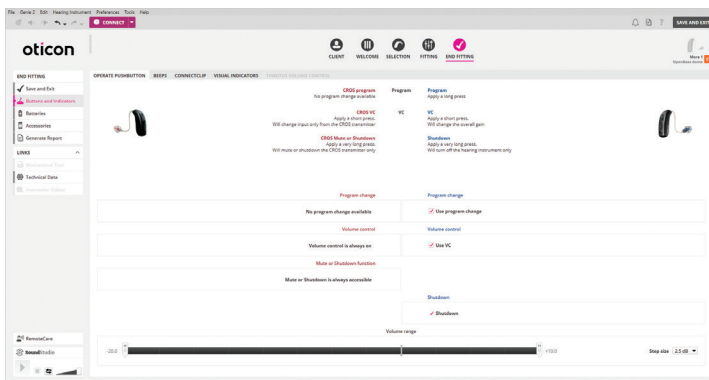 File Genie 2 Edit Hearing Instrument Preferences Tools Help
CONNECT
SAVE AND EXIT
oticon
CLIENT WELCOME SELECTION FITTING END FITTING
More 1
END FITTING
Save and Exit
Buttons and Indicators
Batteries
Accessories
Generate Report
LINKS
Technical Data
RemoteCare
SoundStudio
OPERATE PUSHBUTTON BEEPS CONNECTCLIP VISUAL INDICATORS
CROS program Program Program
No program change available Apply a long press
CROS VC VC VC
Apply a short press. Apply a short press.
Will change input only from the CROS transmitter Will change the overall gain
CROS Mute or Shutdown Shutdown
Apply a very long press. Apply a very long press.
Will mute or shutdown the CROS transmitter only Will turn off the hearing instrument only
Program change Program change
No program change available Use program change
Volume control Volume control
Volume control is always on Use VC
Mute or Shutdown function
Mute or Shutdown is always accessible
Shutdown
Shutdown
Volume range
-20.0 +10.0 Step size 2.5 dB